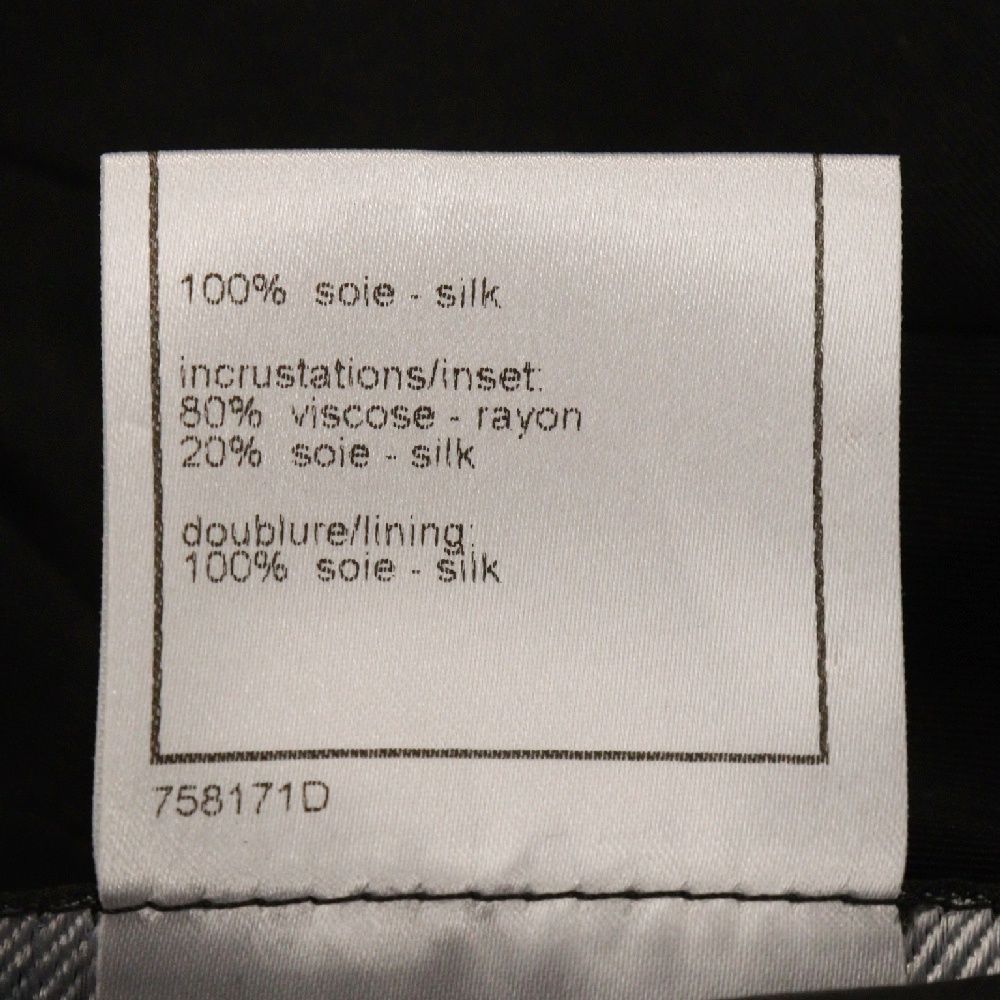 100% soie - silk
incrustations/inset:
80% viscose - rayon
20% soie - silk
doublure/lining:
100% soie - silk
758171D